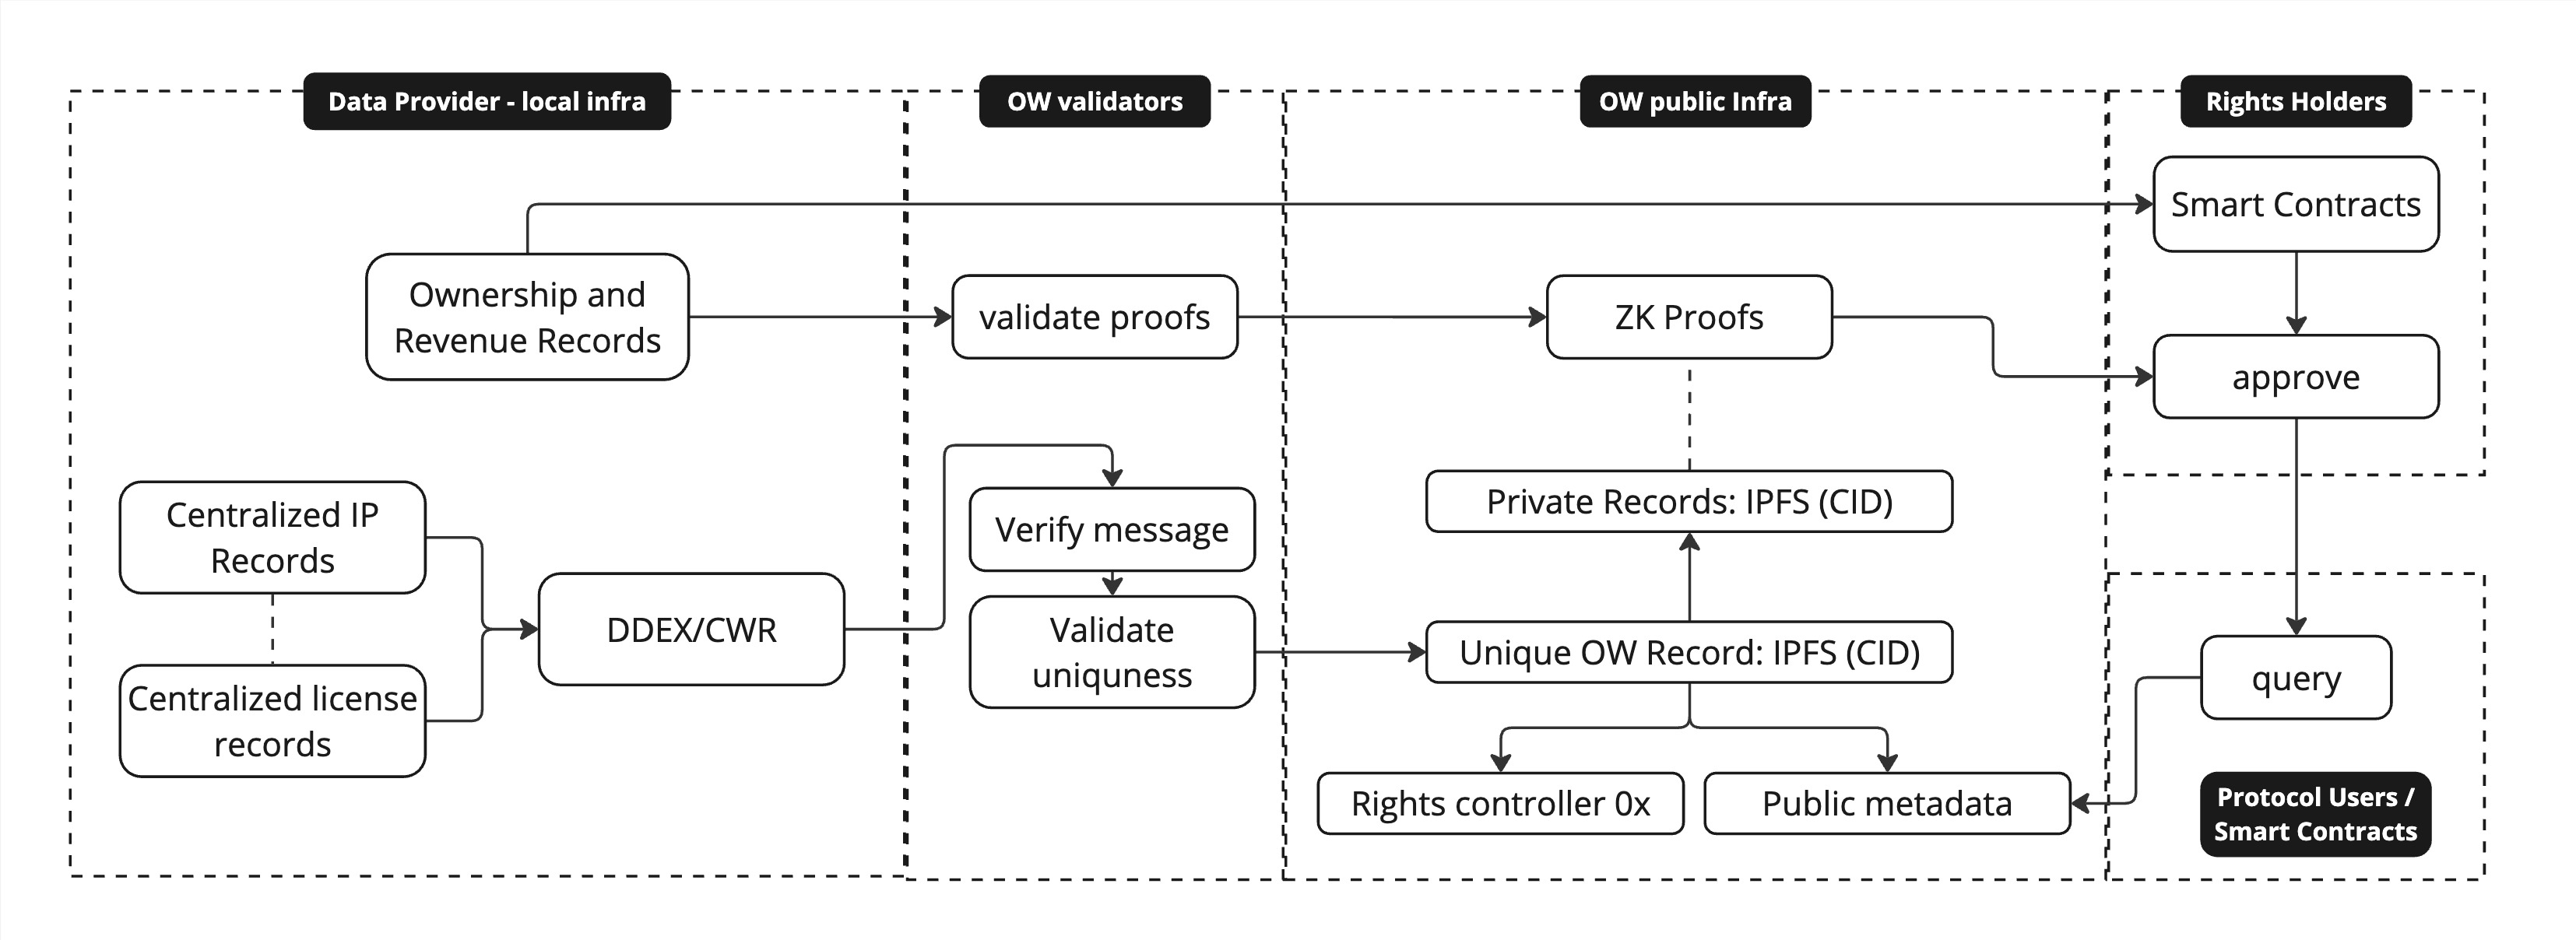 Data Provider - local infra
OW validators
OW public Infra
Rights Holders
Smart Contracts
Ownership and
Revenue Records
validate proofs
ZK Proofs
approve
Centralized IP
Records
Verify message
Private Records: IPFS (CID)
DDEX/CWR
Validate
uniquness
Unique OW Record: IPFS (CID)
query
Centralized license
records
Rights controller 0x
Public metadata
Protocol Users /
Smart Contracts